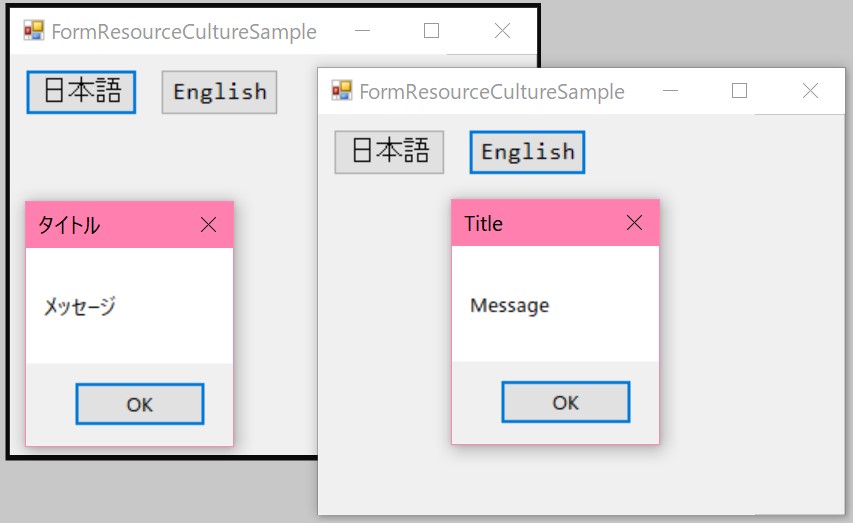 FormResourceCultureSample
日本語
English
タイトル
メッセージ
OK
FormResourceCultureSample
日本語
English
Title
Message
OK